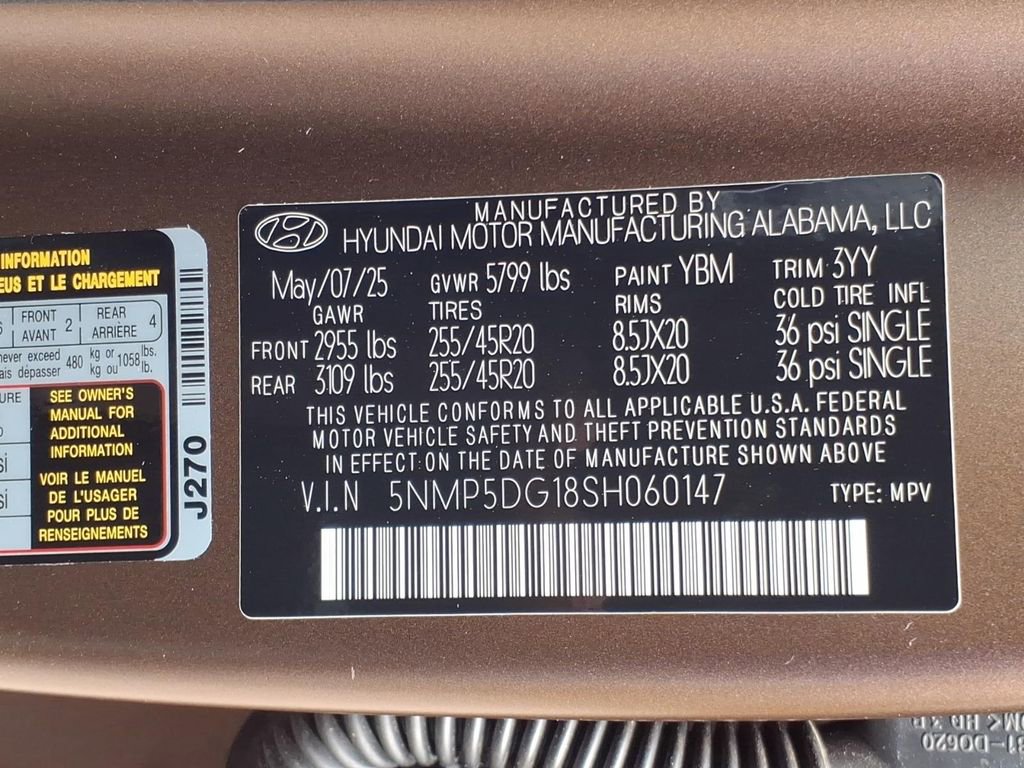 INFORMATION
EUS ET LE CHARGEMENT
FRONT
AVANT 2
REAR
ARRIÈRE 4
never exceed 480 kg or 1058 lbs.
ais dépasser kg ou lb.
URE
SEE OWNER'S
MANUAL FOR
ADDITIONAL
INFORMATION
VOIR LE MANUEL
DE L'USAGER
POUR PLUS DE
RENSEIGNEMENTS
J270
MANUFACTURED BY
HYUNDAI MOTOR MANUFACTURING ALABAMA, LLC
May/07/25 GVWR 5799 lbs PAINT YBM TRIM 3YY
GAWR TIRES RIMS COLD TIRE INFL
FRONT 2955 lbs 255/45R20 8.5JX20 36 psi SINGLE
REAR 3109 lbs 255/45R20 8.5JX20 36 psi SINGLE
THIS VEHICLE CONFORMS TO ALL APPLICABLE U.S.A. FEDERAL
MOTOR VEHICLE SAFETY AND THEFT PREVENTION STANDARDS
IN EFFECT ON THE DATE OF MANUFACTURE SHOWN ABOVE
V.I.N 5NMP5DG18SH060147 TYPE: MPV